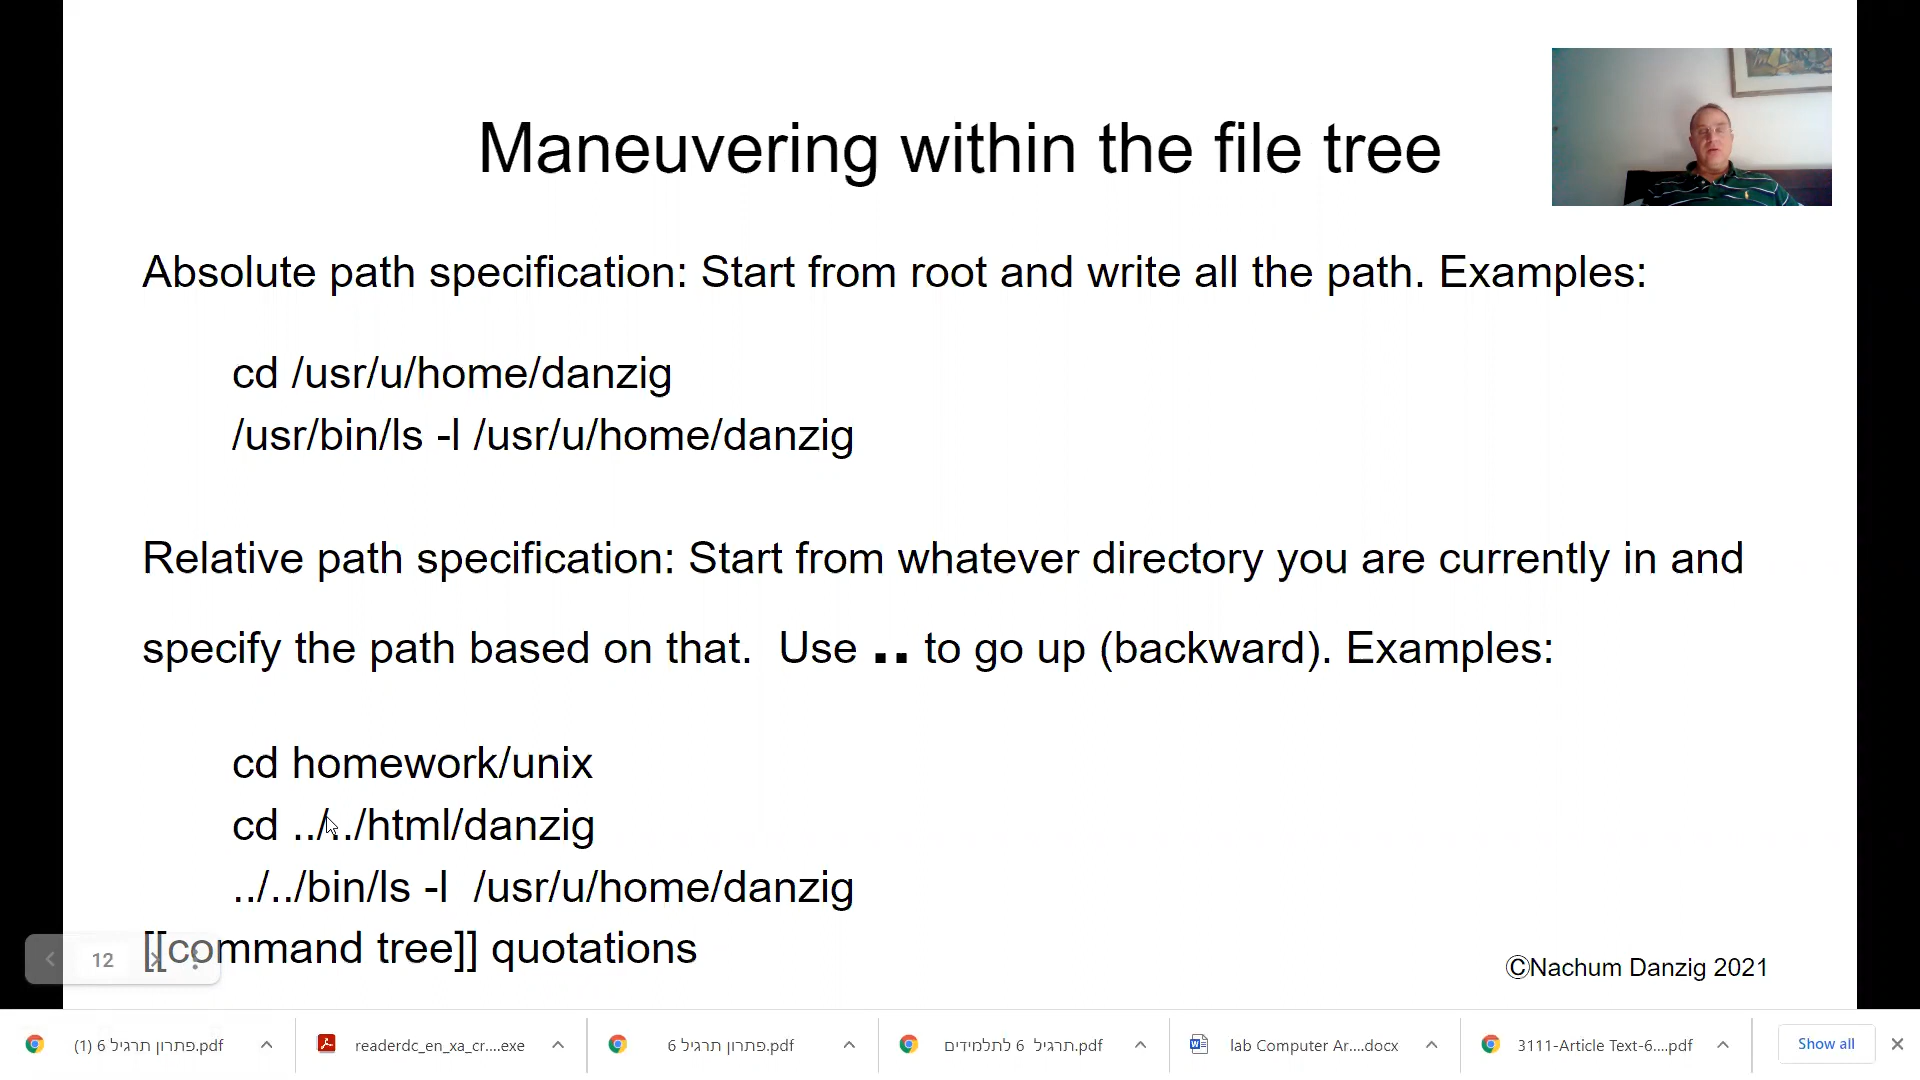 Maneuvering within the file tree
Absolute path specification: Start from root and write all the path. Examples:
cd /usr/u/home/danzig
/usr/bin/ls -l /usr/u/home/danzig
Relative path specification: Start from whatever directory you are currently in and
specify the path based on that.  Use .. to go up (backward). Examples:
cd homework/unix
cd ../../html/danzig
../../bin/ls -l  /usr/u/home/danzig
[[command tree]] quotations
12
©Nachum Danzig 2021
פתרון תרגיל 6 (1).pdf
readerdc_en_xa_cr....exe
פתרון תרגיל 6.pdf
תרגיל 6 לתלמידים.pdf
lab Computer Ar....docx
3111-Article Text-6....pdf
Show all